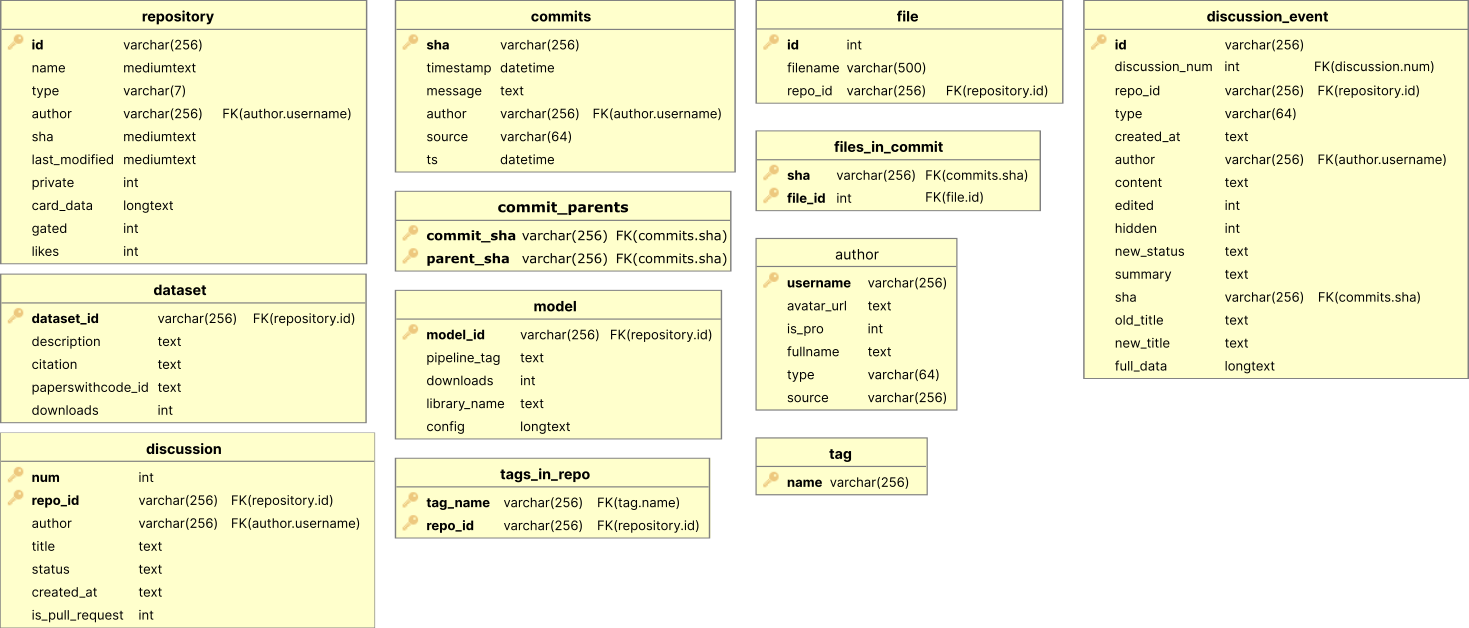 repository
id varchar(256)
name mediumtext
type varchar(7)
author varchar(256) FK(author.username)
sha mediumtext
last_modified mediumtext
private int
card_data longtext
gated int
likes int
dataset
dataset_id varchar(256) FK(repository.id)
description text
citation text
paperswithcode_id text
downloads int
discussion
num int
repo_id varchar(256) FK(repository.id)
author varchar(256) FK(author.username)
title text
status text
created_at text
is_pull_request int
commits
sha varchar(256)
timestamp datetime
message text
author varchar(256) FK(author.username)
source varchar(64)
ts datetime
commit_parents
commit_sha varchar(256) FK(commits.sha)
parent_sha varchar(256) FK(commits.sha)
model
model_id varchar(256) FK(repository.id)
pipeline_tag text
downloads int
library_name text
config longtext
tags_in_repo
tag_name varchar(256) FK(tag.name)
repo_id varchar(256) FK(repository.id)
file
id int
filename varchar(500)
repo_id varchar(256) FK(repository.id)
files_in_commit
sha varchar(256) FK(commits.sha)
file_id int FK(file.id)
author
username varchar(256)
avatar_url text
is_pro int
fullname text
type varchar(64)
source varchar(256)
tag
name varchar(256)
discussion_event
id varchar(256)
discussion_num int FK(discussion.num)
repo_id varchar(256) FK(repository.id)
type varchar(64)
created_at text
author varchar(256) FK(author.username)
content text
edited int
hidden int
new_status text
summary text
sha varchar(256) FK(commits.sha)
old_title text
new_title text
full_data longtext